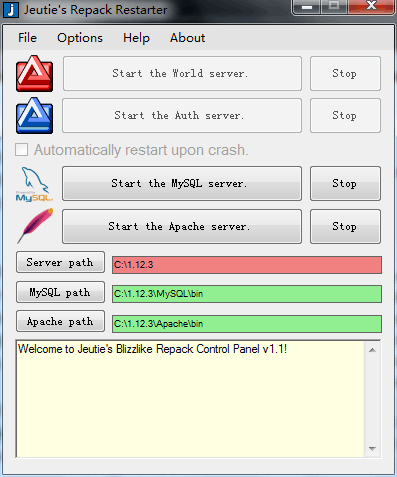 Jeutie's Repack Restarter
File Options Help About
Start the World server. Stop
Start the Auth server. Stop
Automatically restart upon crash.
Powered by
MySQL
Start the MySQL server. Stop
Start the Apache server. Stop
Server path C:\1.12.3
MySQL path C:\1.12.3\MySQL\bin
Apache path C:\1.12.3\Apache\bin
Welcome to Jeutie's Blizzlike Repack Control Panel v1.1!